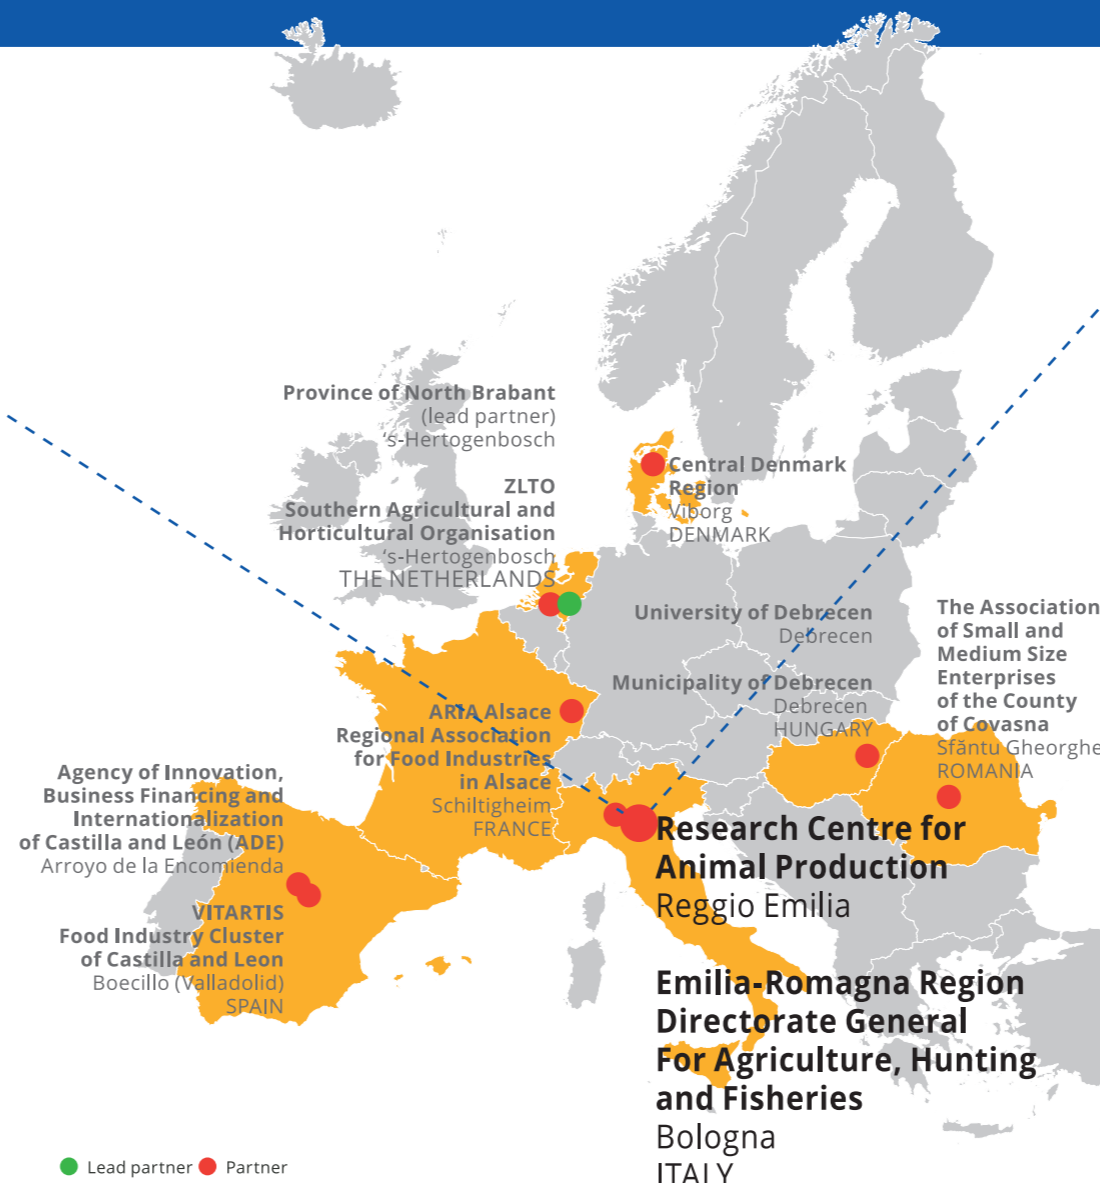 Province of North Brabant
(lead partner)
's-Hertogenbosch
ZLTO
Southern Agricultural and
Horticultural Organisation
's-Hertogenbosch
THE NETHERLANDS
Central Denmark
Region
Viborg
DENMARK
University of Debrecen
Debrecen
Municipality of Debrecen
Debrecen
HUNGARY
The Association
of Small and
Medium Size
Enterprises
of the County
of Covasna
Sfăntu Gheorghe
ROMANIA
ARIA Alsace
Regional Association
for Food Industries
in Alsace
Schiltigheim
FRANCE
Agency of Innovation,
Business Financing and
Internationalization
of Castilla and León (ADE)
Arroyo de la Encomienda
VITARTIS
Food Industry Cluster
of Castilla and Leon
Boecillo (Valladolid)
SPAIN
Research Centre for
Animal Production
Reggio Emilia
Emilia-Romagna Region
Directorate General
For Agriculture, Hunting
and Fisheries
Bologna
ITALY
Lead partner
Partner